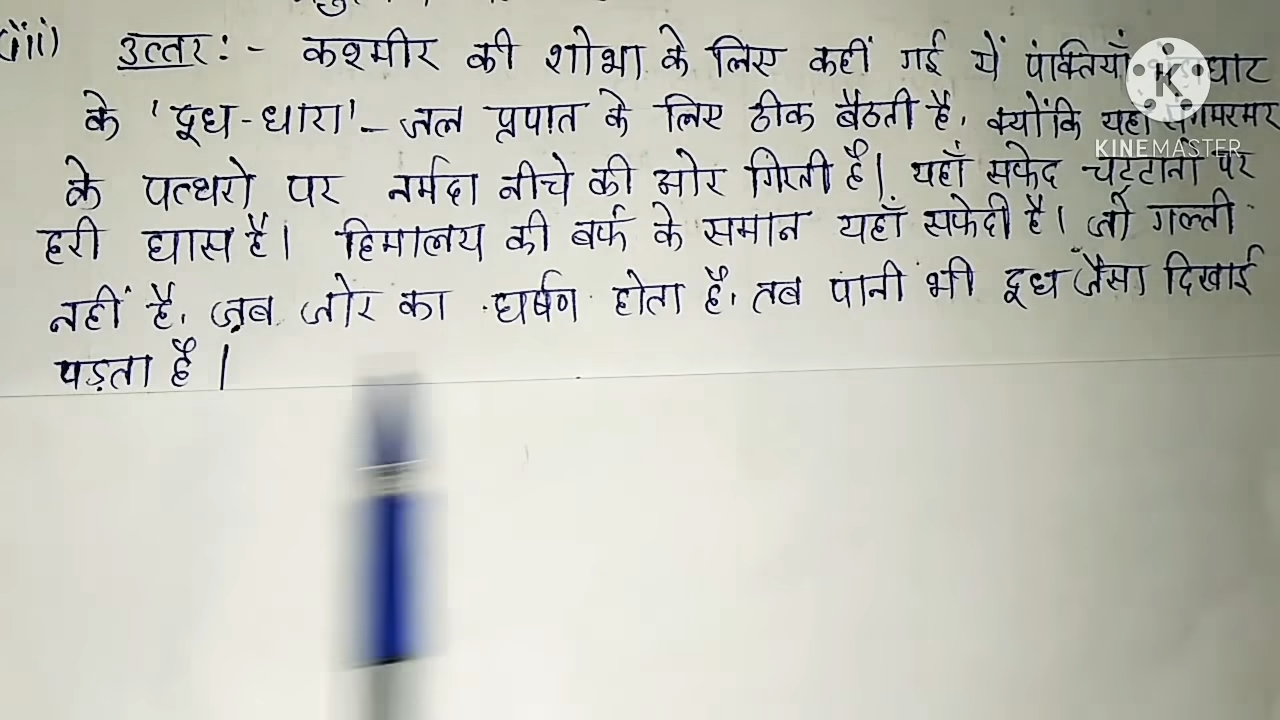 (iii) उत्तर:- कश्मीर की शोभा के लिए कहीं गई ये पंक्तियाँ घाट
के 'दूध-धारा'- जल प्रपात के लिए ठीक बैठती है, क्योंकि यहाँ संगमरमर
के पत्थरो पर नर्मदा नीचे की ओर गिरती है। यहाँ सफेद चट्टानों पर
हरी घास है। हिमालय की बर्फ के समान यहाँ सफेदी है। जो गल्ती
नहीं है, जब जोर का घर्षण होता है, तब पानी भी दूध जैसा दिखाई
पड़ता है।
K
KINEMASTER